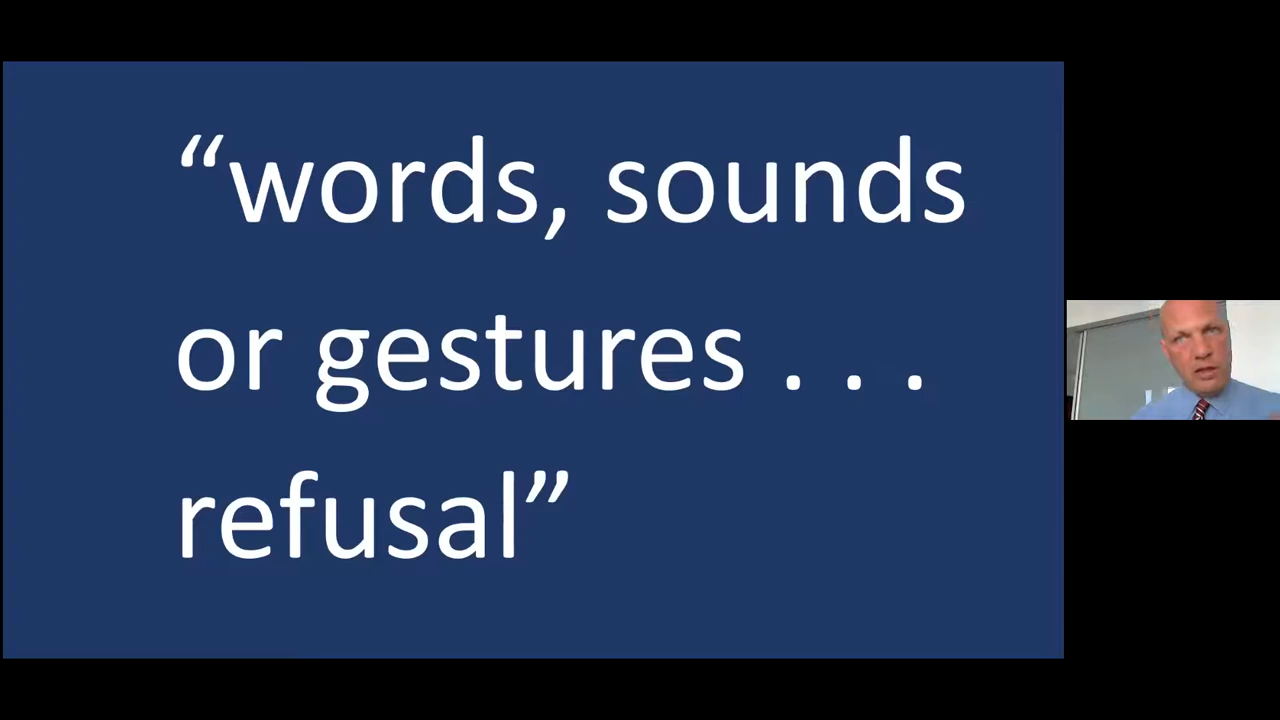 “words, sounds
or gestures . . .
refusal”